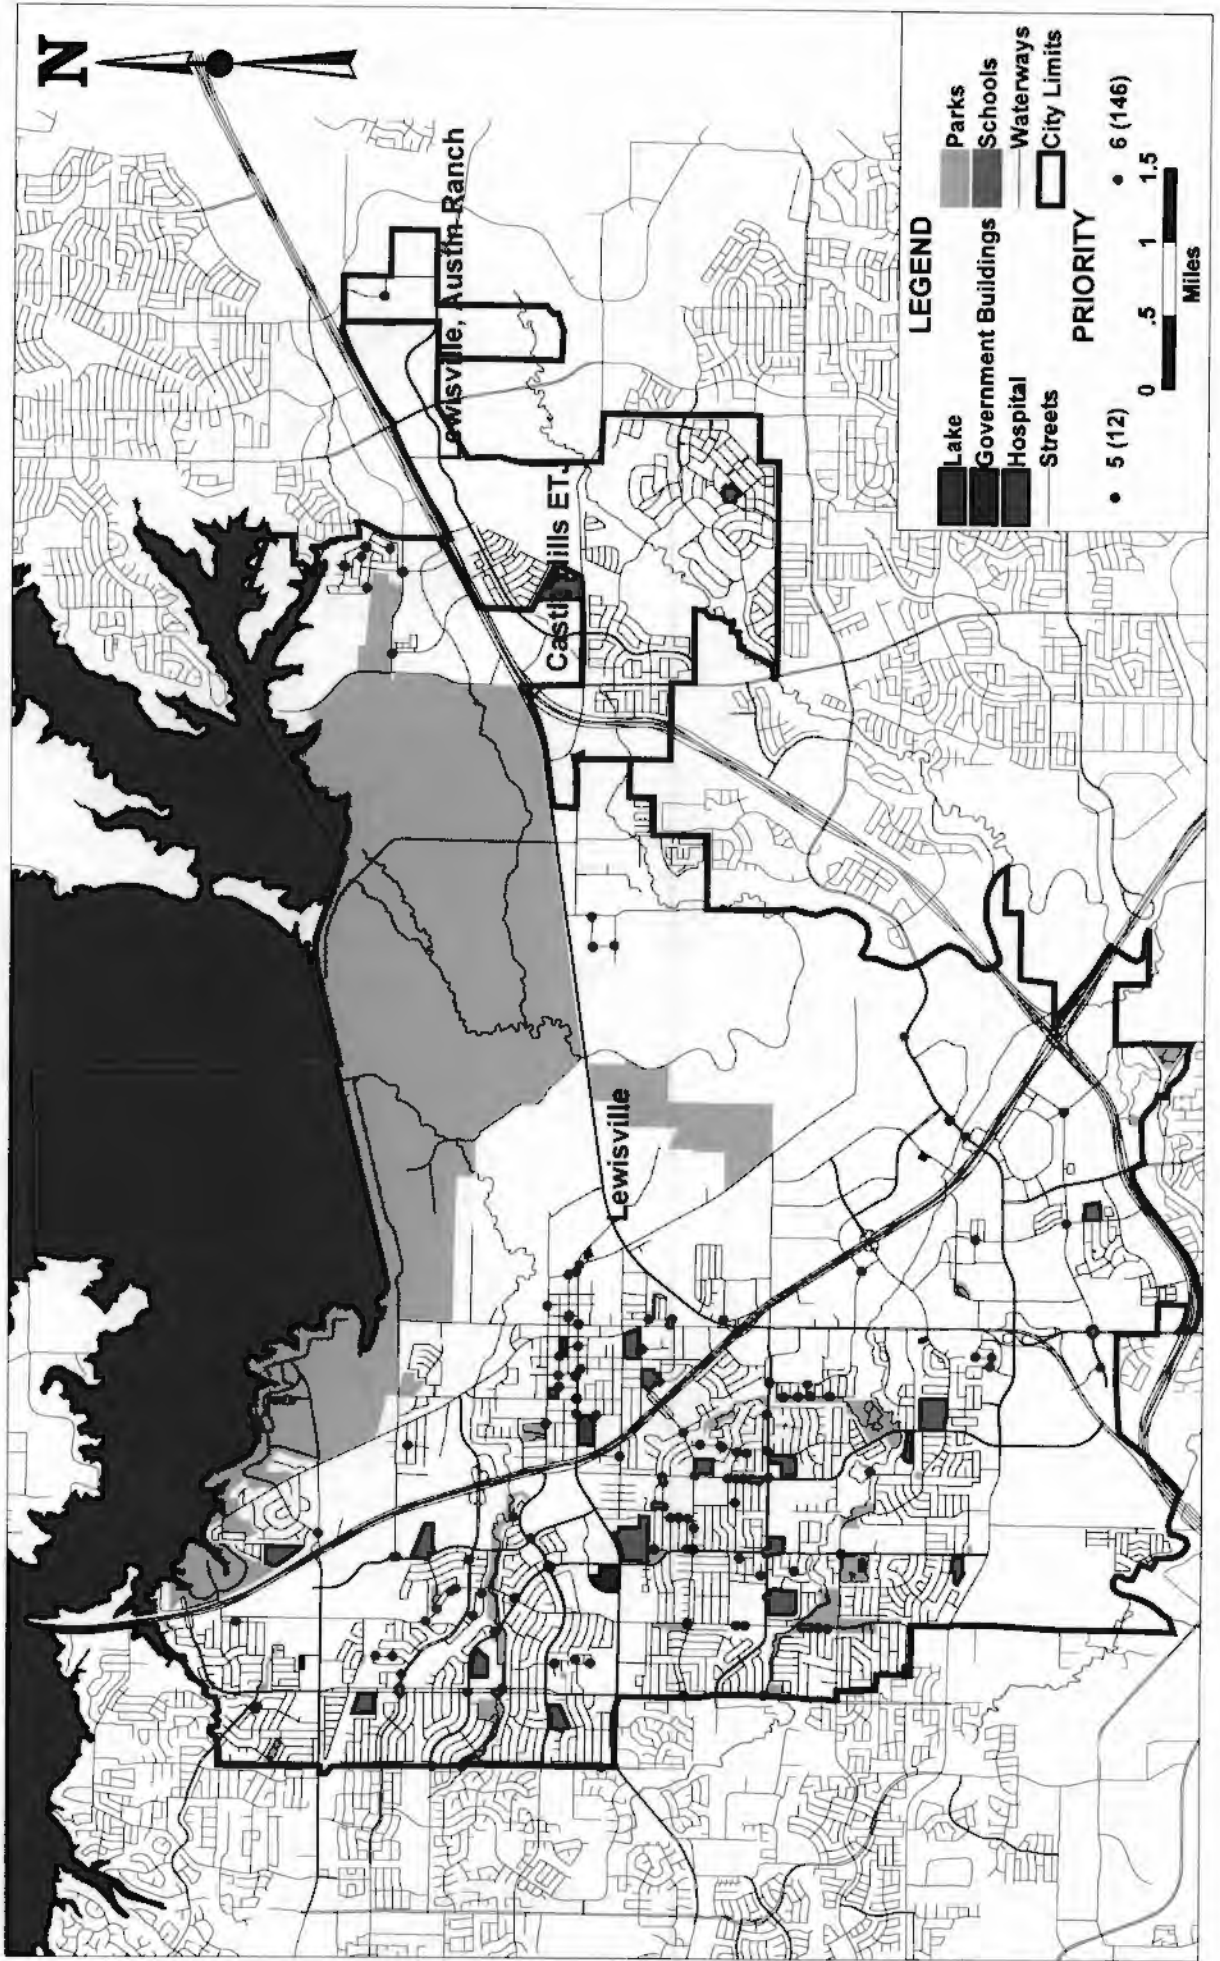 N
Lewisville, Austin Ranch
Castle Hills ETJ
Lewisville
LEGEND
Lake
Parks
Government Buildings
Schools
Hospital
Waterways
Streets
City Limits
PRIORITY
5 (12)
6 (146)
0 .5 1 1.5
Miles